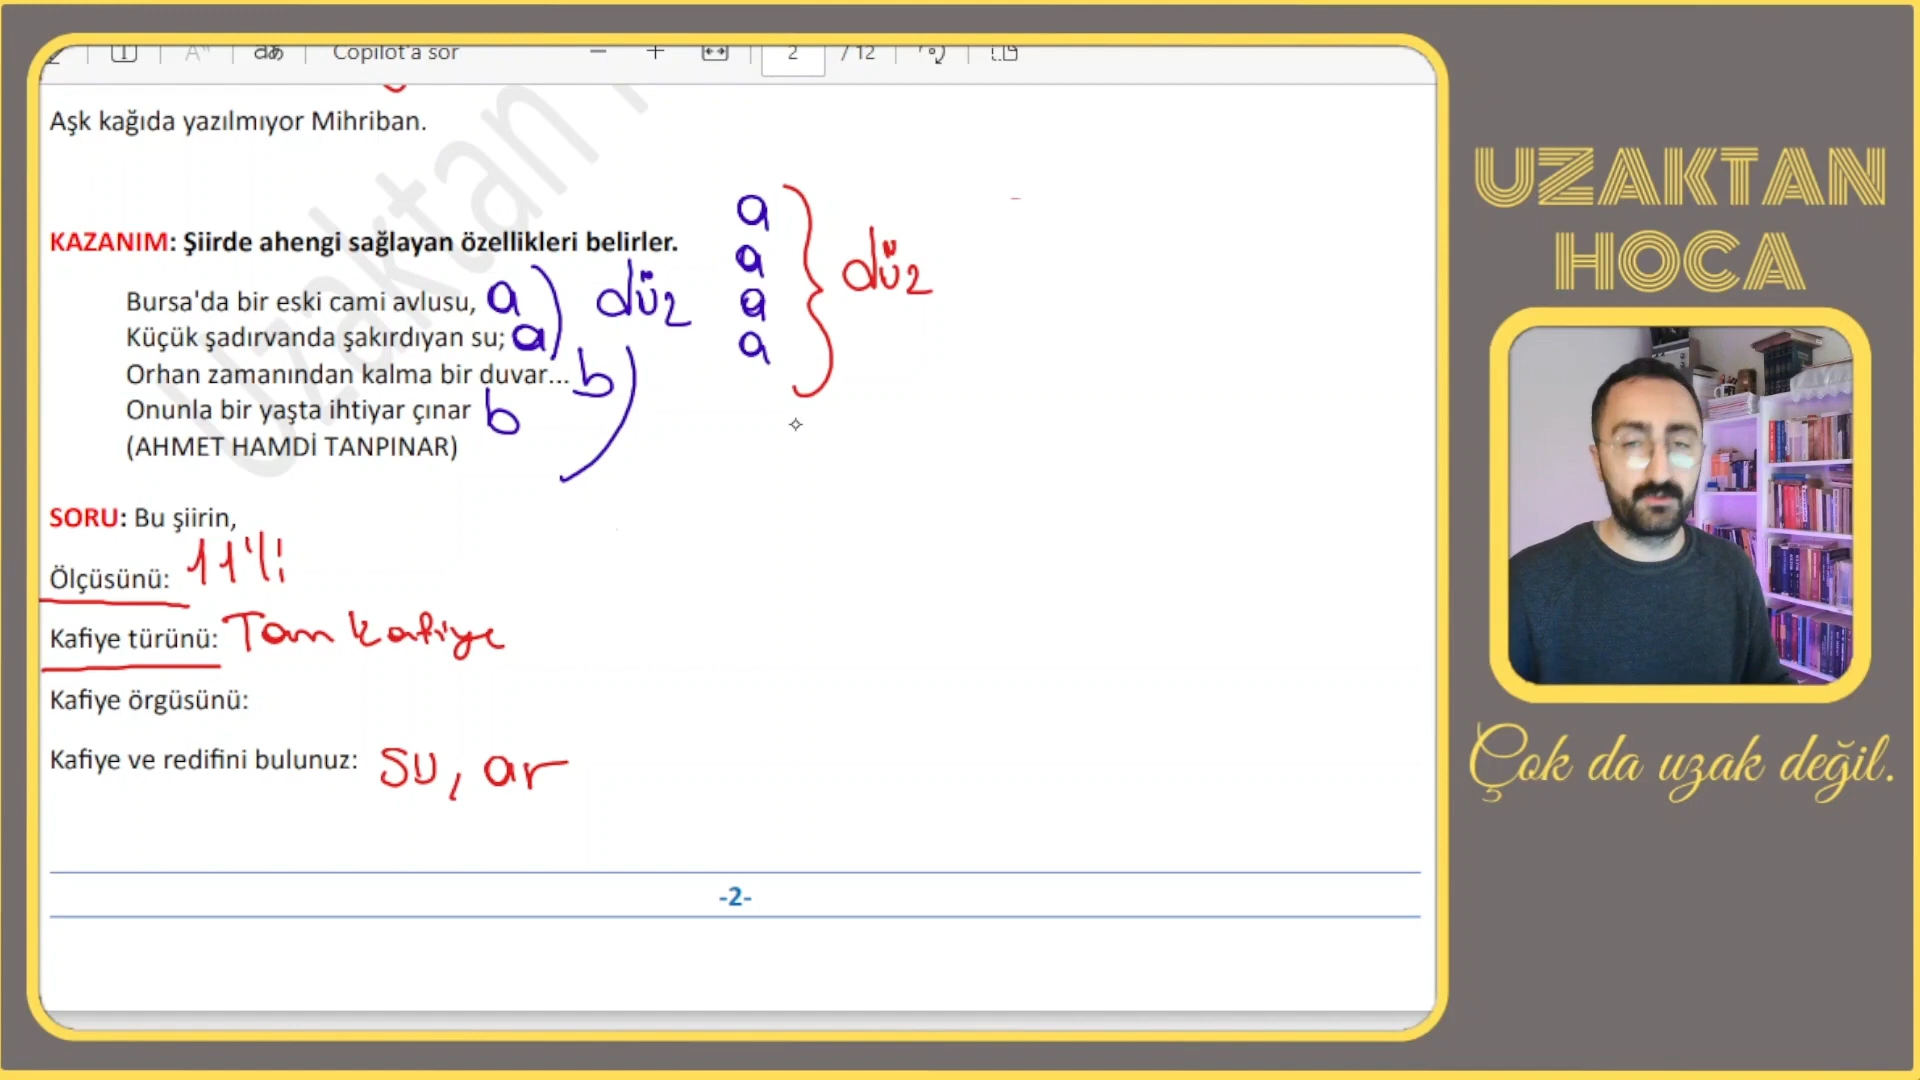 Copilot'a sor
2 / 12
Aşk kağıda yazılmıyor Mihriban.
KAZANIM: Şiirde ahengi sağlayan özellikleri belirler.
Bursa'da bir eski cami avlusu, a
Küçük şadırvanda şakırdıyan su; a
düz
Orhan zamanından kalma bir duvar... b
Onunla bir yaşta ihtiyar çınar b
(AHMET HAMDİ TANPINAR)
a
a
a
a
düz
SORU: Bu şiirin,
Ölçüsünü: 11'li
Kafiye türünü: Tam kafiye
Kafiye örgüsünü:
Kafiye ve redifini bulunuz: su, ar
-2-
Uzaktan
UZAKTAN
HOCA
Çok da uzak değil.